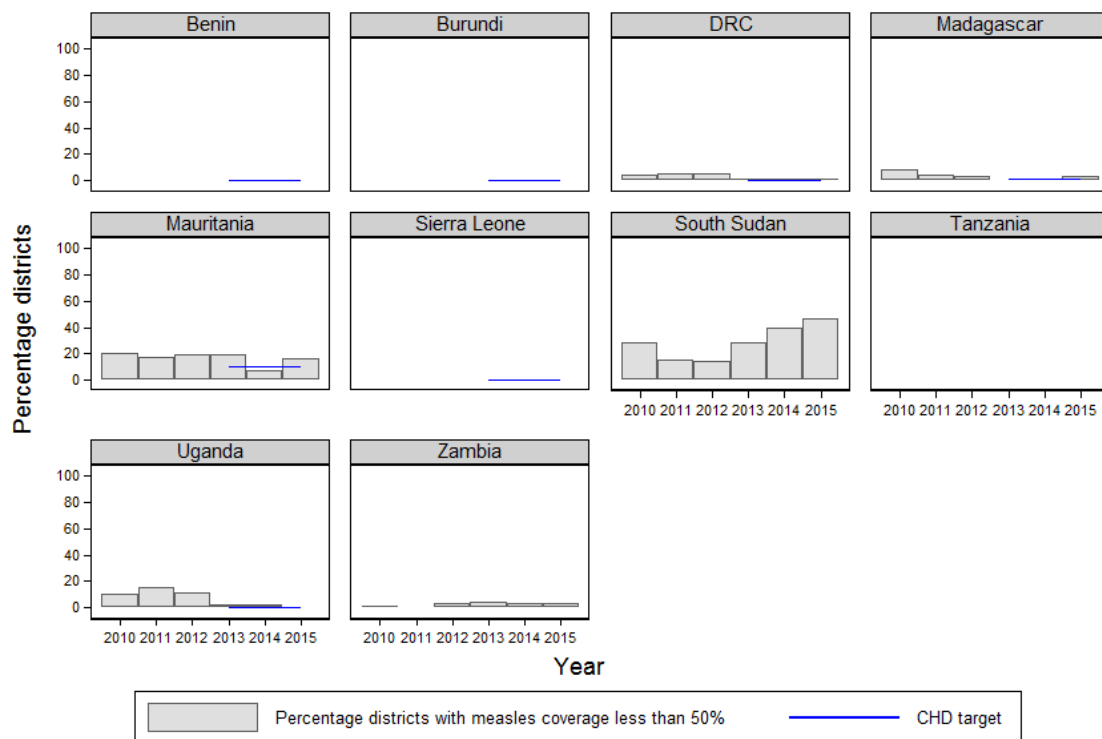 Benin Burundi DRC Madagascar
100
80
60
40
20
0
Mauritania Sierra Leone South Sudan Tanzania
100
80
60
40
20
0
2010 2011 2012 2013 2014 2015 2010 2011 2012 2013 2014 2015
Uganda Zambia
100
80
60
40
20
0
2010 2011 2012 2013 2014 2015 2010 2011 2012 2013 2014 2015
Percentage districts
Year
Percentage districts with measles coverage less than 50% CHD target